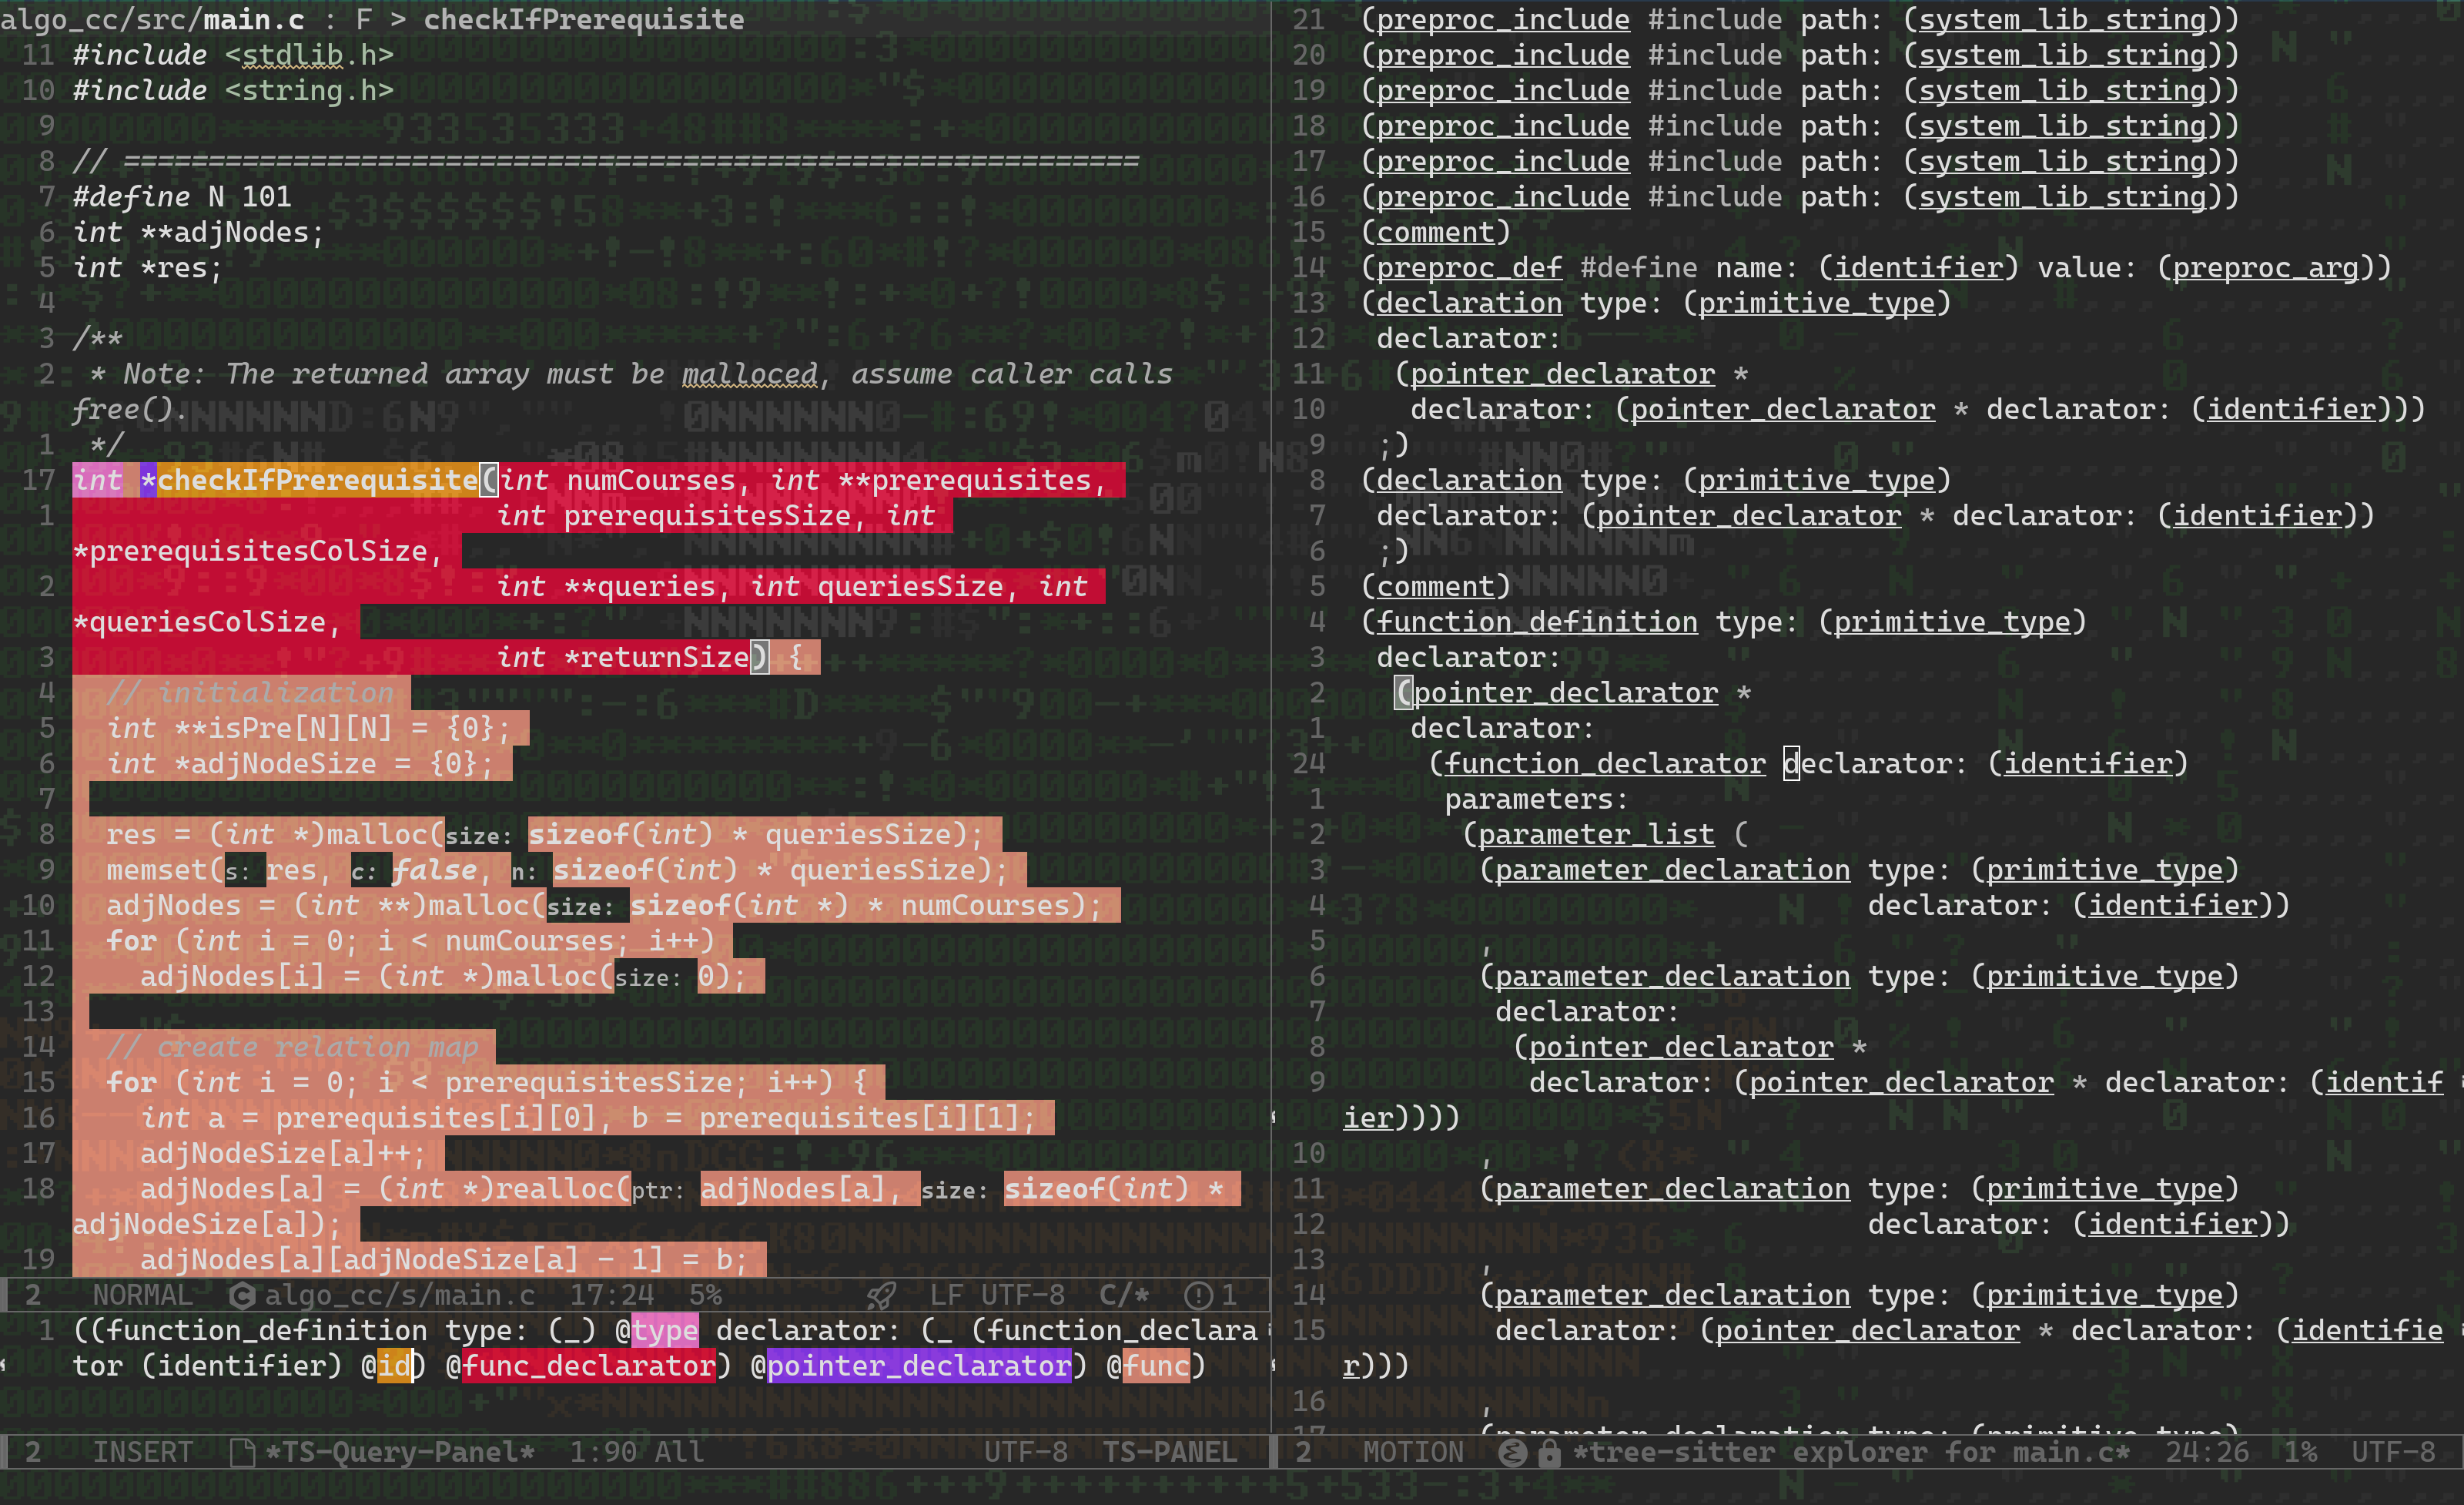 algo_cc/src/main.c : F > checkIfPrerequisite
11 #include <stdlib.h>
10 #include <string.h>
9
8 // ============================================================
7 #define N 101
6 int **adjNodes;
5 int *res;
4
3 /**
2  * Note: The returned array must be malloced, assume caller calls
free().
1  */
17 int *checkIfPrerequisite(int numCourses, int **prerequisites,
1                          int prerequisitesSize, int
*prerequisitesColSize,
2                          int **queries, int queriesSize, int
*queriesColSize,
3                          int *returnSize) {
4   // initialization
5   int **isPre[N][N] = {0};
6   int *adjNodeSize = {0};
7
8   res = (int *)malloc(size: sizeof(int) * queriesSize);
9   memset(s: res, c: false, n: sizeof(int) * queriesSize);
10   adjNodes = (int **)malloc(size: sizeof(int *) * numCourses);
11   for (int i = 0; i < numCourses; i++)
12     adjNodes[i] = (int *)malloc(size: 0);
13
14   // create relation map
15   for (int i = 0; i < prerequisitesSize; i++) {
16     int a = prerequisites[i][0], b = prerequisites[i][1];
17     adjNodeSize[a]++;
18     adjNodes[a] = (int *)realloc(ptr: adjNodes[a], size: sizeof(int) *
adjNodeSize[a]);
19     adjNodes[a][adjNodeSize[a] - 1] = b;
2 NORMAL algo_cc/s/main.c 17:24 5% LF UTF-8 C/* 1
1 ((function_definition type: (_) @type declarator: (_ (function_declara
tor (identifier) @id) @func_declarator) @pointer_declarator) @func)
2 INSERT *TS-Query-Panel* 1:90 All UTF-8 TS-PANEL
21 (preproc_include #include path: (system_lib_string))
20 (preproc_include #include path: (system_lib_string))
19 (preproc_include #include path: (system_lib_string))
18 (preproc_include #include path: (system_lib_string))
17 (preproc_include #include path: (system_lib_string))
16 (preproc_include #include path: (system_lib_string))
15 (comment)
14 (preproc_def #define name: (identifier) value: (preproc_arg))
13 (declaration type: (primitive_type)
12  declarator:
11   (pointer_declarator *
10    declarator: (pointer_declarator * declarator: (identifier)))
9  ;)
8 (declaration type: (primitive_type)
7  declarator: (pointer_declarator * declarator: (identifier))
6  ;)
5 (comment)
4 (function_definition type: (primitive_type)
3  declarator:
2   (pointer_declarator *
1    declarator:
24     (function_declarator declarator: (identifier)
1      parameters:
2       (parameter_list (
3        (parameter_declaration type: (primitive_type)
4                               declarator: (identifier))
5        ,
6        (parameter_declaration type: (primitive_type)
7         declarator:
8          (pointer_declarator *
9           declarator: (pointer_declarator * declarator: (identif
ier))))
10        ,
11        (parameter_declaration type: (primitive_type)
12                               declarator: (identifier))
13        ,
14        (parameter_declaration type: (primitive_type)
15         declarator: (pointer_declarator * declarator: (identifie
r)))
16        ,
17        (parameter_declaration type: (primitive_type)
2 MOTION *tree-sitter explorer for main.c* 24:26 1% UTF-8